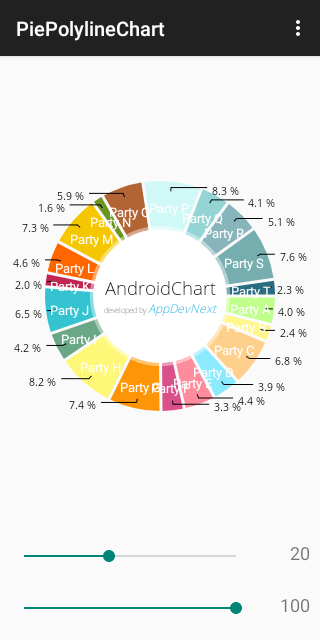 PiePolylineChart
5.9 %
8.3 %
1.6 %
4.1 %
7.3 %
5.1 %
Party P
Party Q
Party N
Party R
Party M
7.6 %
4.6 %
Party S
Party L
2.0 %
Party K
AndroidChart
Party T
2.3 %
6.5 %
Party J
developed by AppDevNext
Party A
4.0 %
2.4 %
4.2 %
Party C
6.8 %
Party H
Party D
8.2 %
Party E
3.9 %
7.4 %
3.3 %
4.4 %
20
100